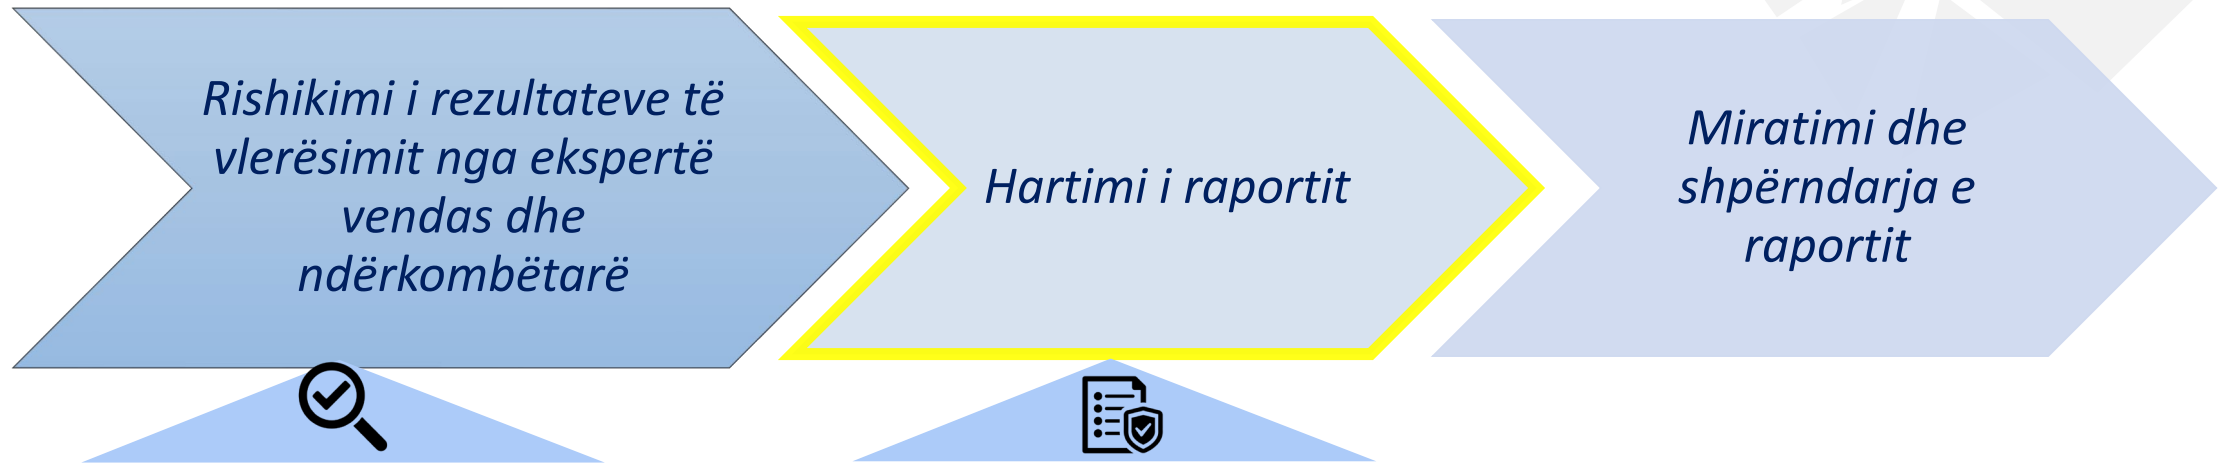 Rishikimi i rezultateve të
vlerësimit nga ekspertë
vendas dhe
ndërkombëtarë
Hartimi i raportit
Miratimi dhe
shpërndarja e
raportit